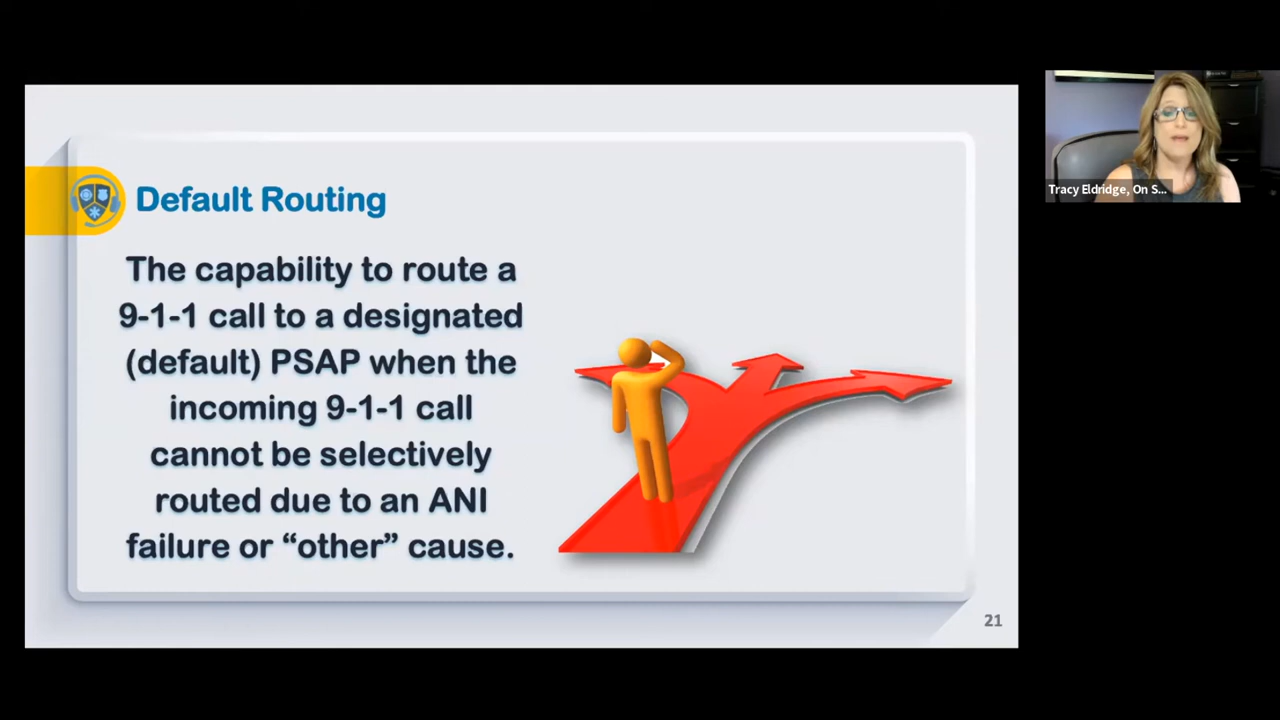 Default Routing
The capability to route a
9-1-1 call to a designated
(default) PSAP when the
incoming 9-1-1 call
cannot be selectively
routed due to an ANI
failure or “other” cause.
21
Tracy Eldridge, On S...